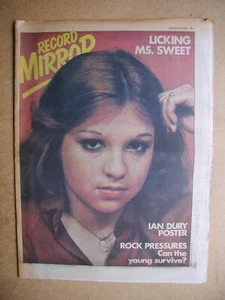 RECORD
MIRROR
LICKING
MS. SWEET
IAN DURY
POSTER
ROCK PRESSURES
Can the
young survive?